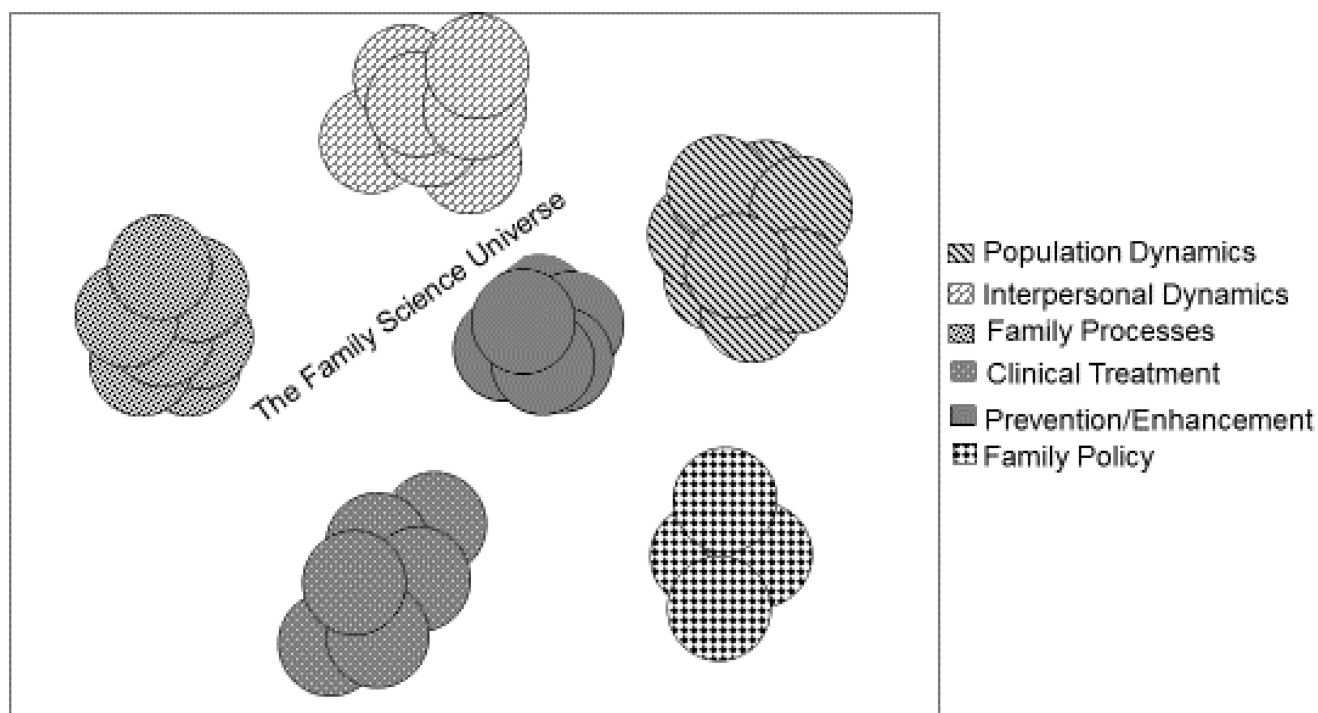 The Family Science Universe
Population Dynamics
Interpersonal Dynamics
Family Processes
Clinical Treatment
Prevention/Enhancement
Family Policy